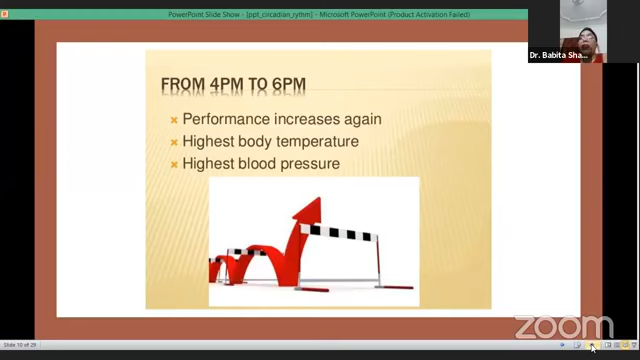 PowerPoint Slide Show - [ppt_circadian_rythm] - Microsoft PowerPoint (Product Activation Failed)
Dr. Babita Sha...
FROM 4PM TO 6PM
Performance increases again
Highest body temperature
Highest blood pressure
zoom
Slide 10 of 29